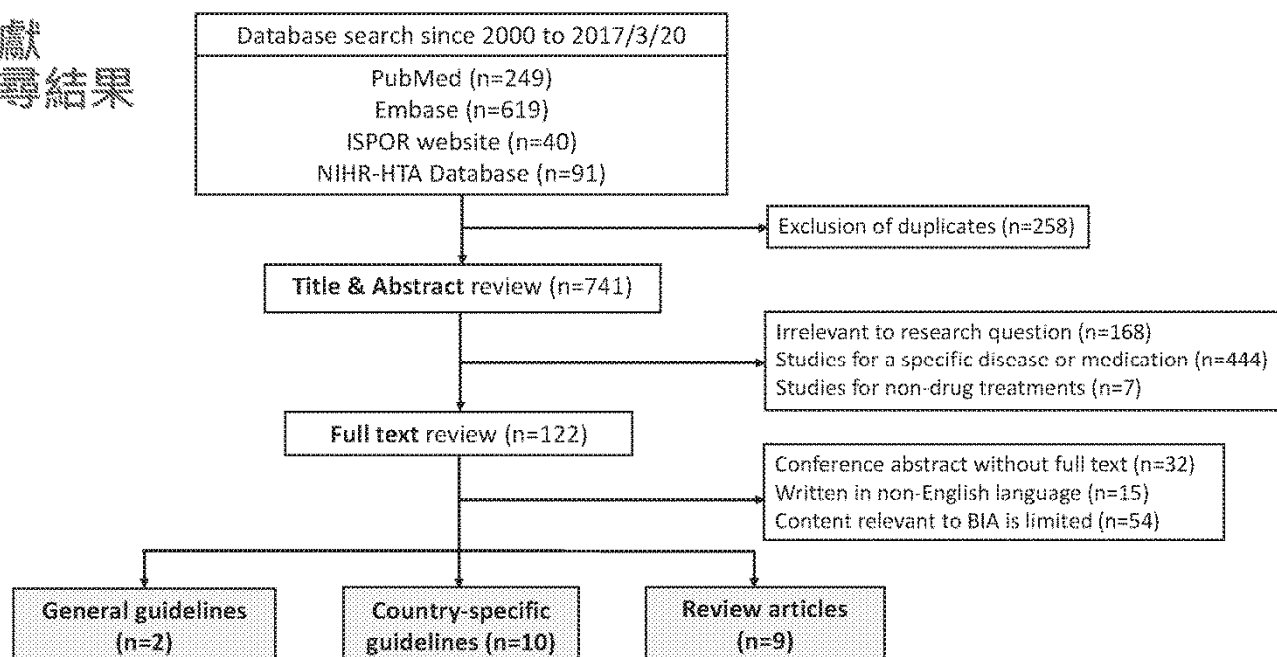 獻
尋結果
Database search since 2000 to 2017/3/20
PubMed (n=249)
Embase (n=619)
ISPOR website (n=40)
NIHR-HTA Database (n=91)
Exclusion of duplicates (n=258)
Title & Abstract review (n=741)
Irrelevant to research question (n=168)
Studies for a specific disease or medication (n=444)
Studies for non-drug treatments (n=7)
Full text review (n=122)
Conference abstract without full text (n=32)
Written in non-English language (n=15)
Content relevant to BIA is limited (n=54)
General guidelines
(n=2)
Country-specific
guidelines (n=10)
Review articles
(n=9)